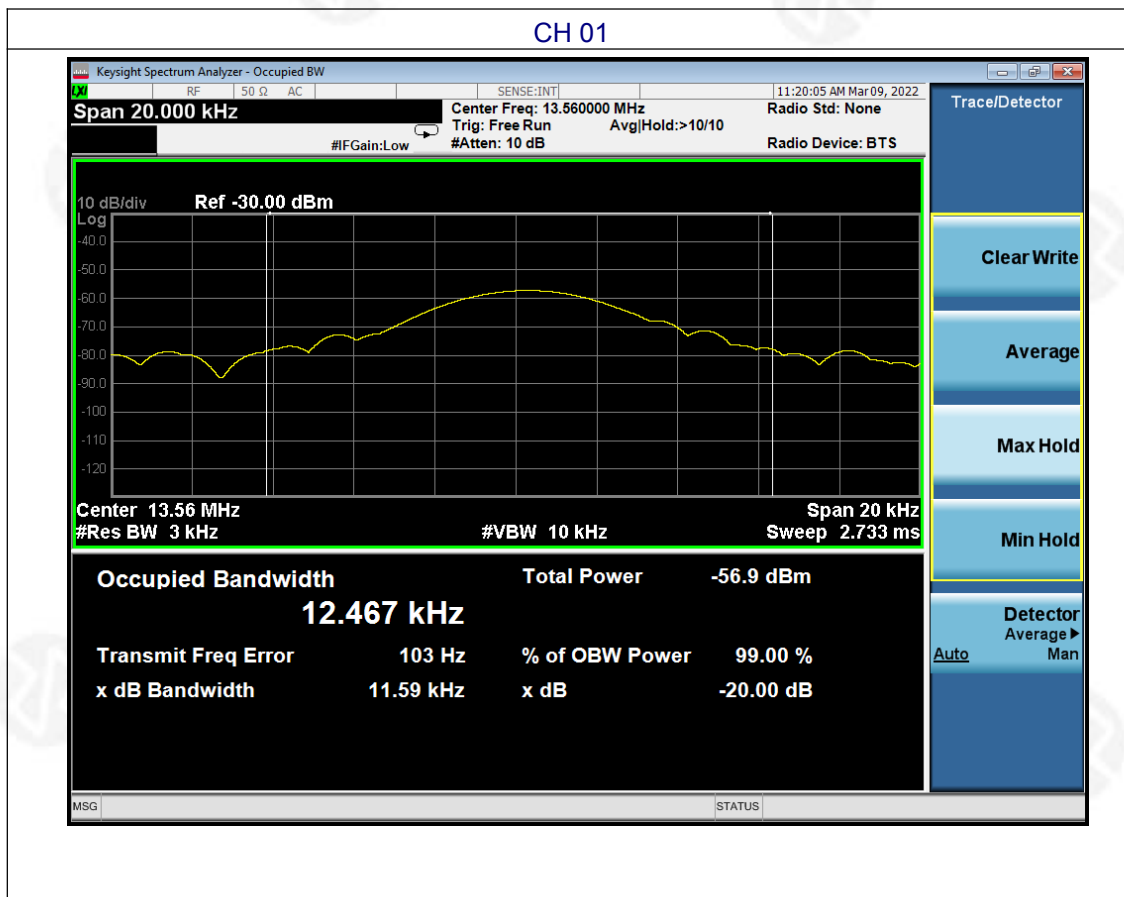 CH 01
Keysight Spectrum Analyzer - Occupied BW
LXI RF 50 Ω AC SENSE:INT 11:20:05 AM Mar 09, 2022
Span 20.000 kHz Center Freq: 13.560000 MHz Radio Std: None
Trig: Free Run Avg|Hold:>10/10
#IFGain:Low #Atten: 10 dB Radio Device: BTS
10 dB/div Ref -30.00 dBm
Log
-40.0
-50.0
-60.0
-70.0
-80.0
-90.0
-100
-110
-120
Center 13.56 MHz Span 20 kHz
#Res BW 3 kHz #VBW 10 kHz Sweep 2.733 ms
Occupied Bandwidth Total Power -56.9 dBm
12.467 kHz
Transmit Freq Error 103 Hz % of OBW Power 99.00 %
x dB Bandwidth 11.59 kHz x dB -20.00 dB
MSG STATUS
Trace/Detector
Clear Write
Average
Max Hold
Min Hold
Detector
Average▶
Auto Man